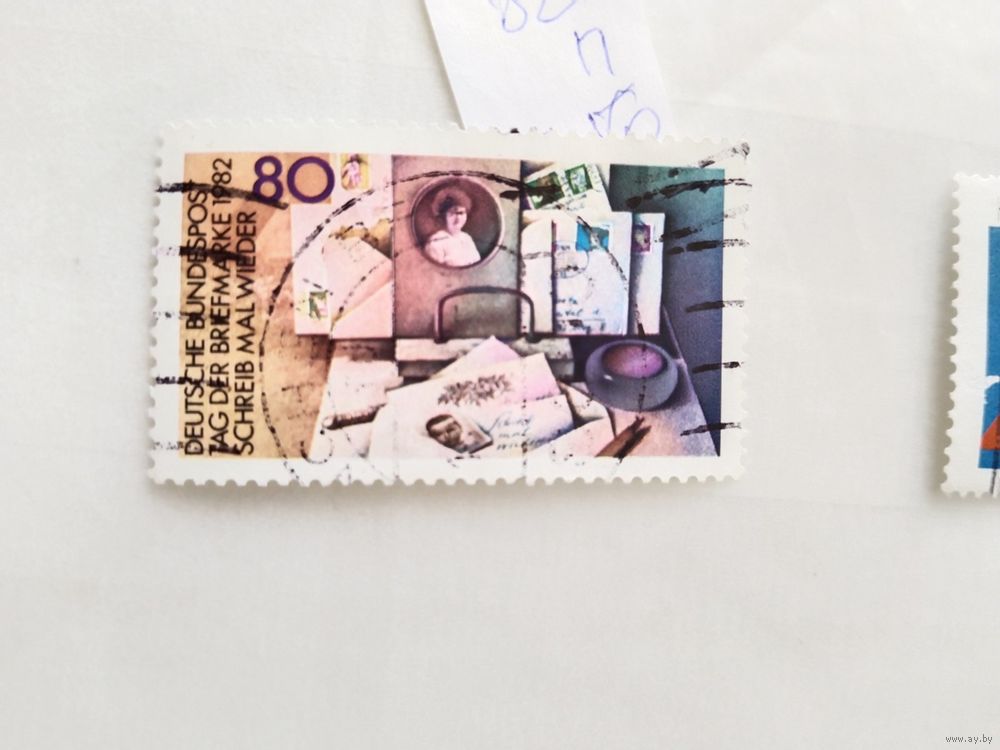 80
DEUTSCHE BUNDESPOST
TAG DER BRIEFMARKE 1982
SCHREIB MAL WIEDER
www.ay.by